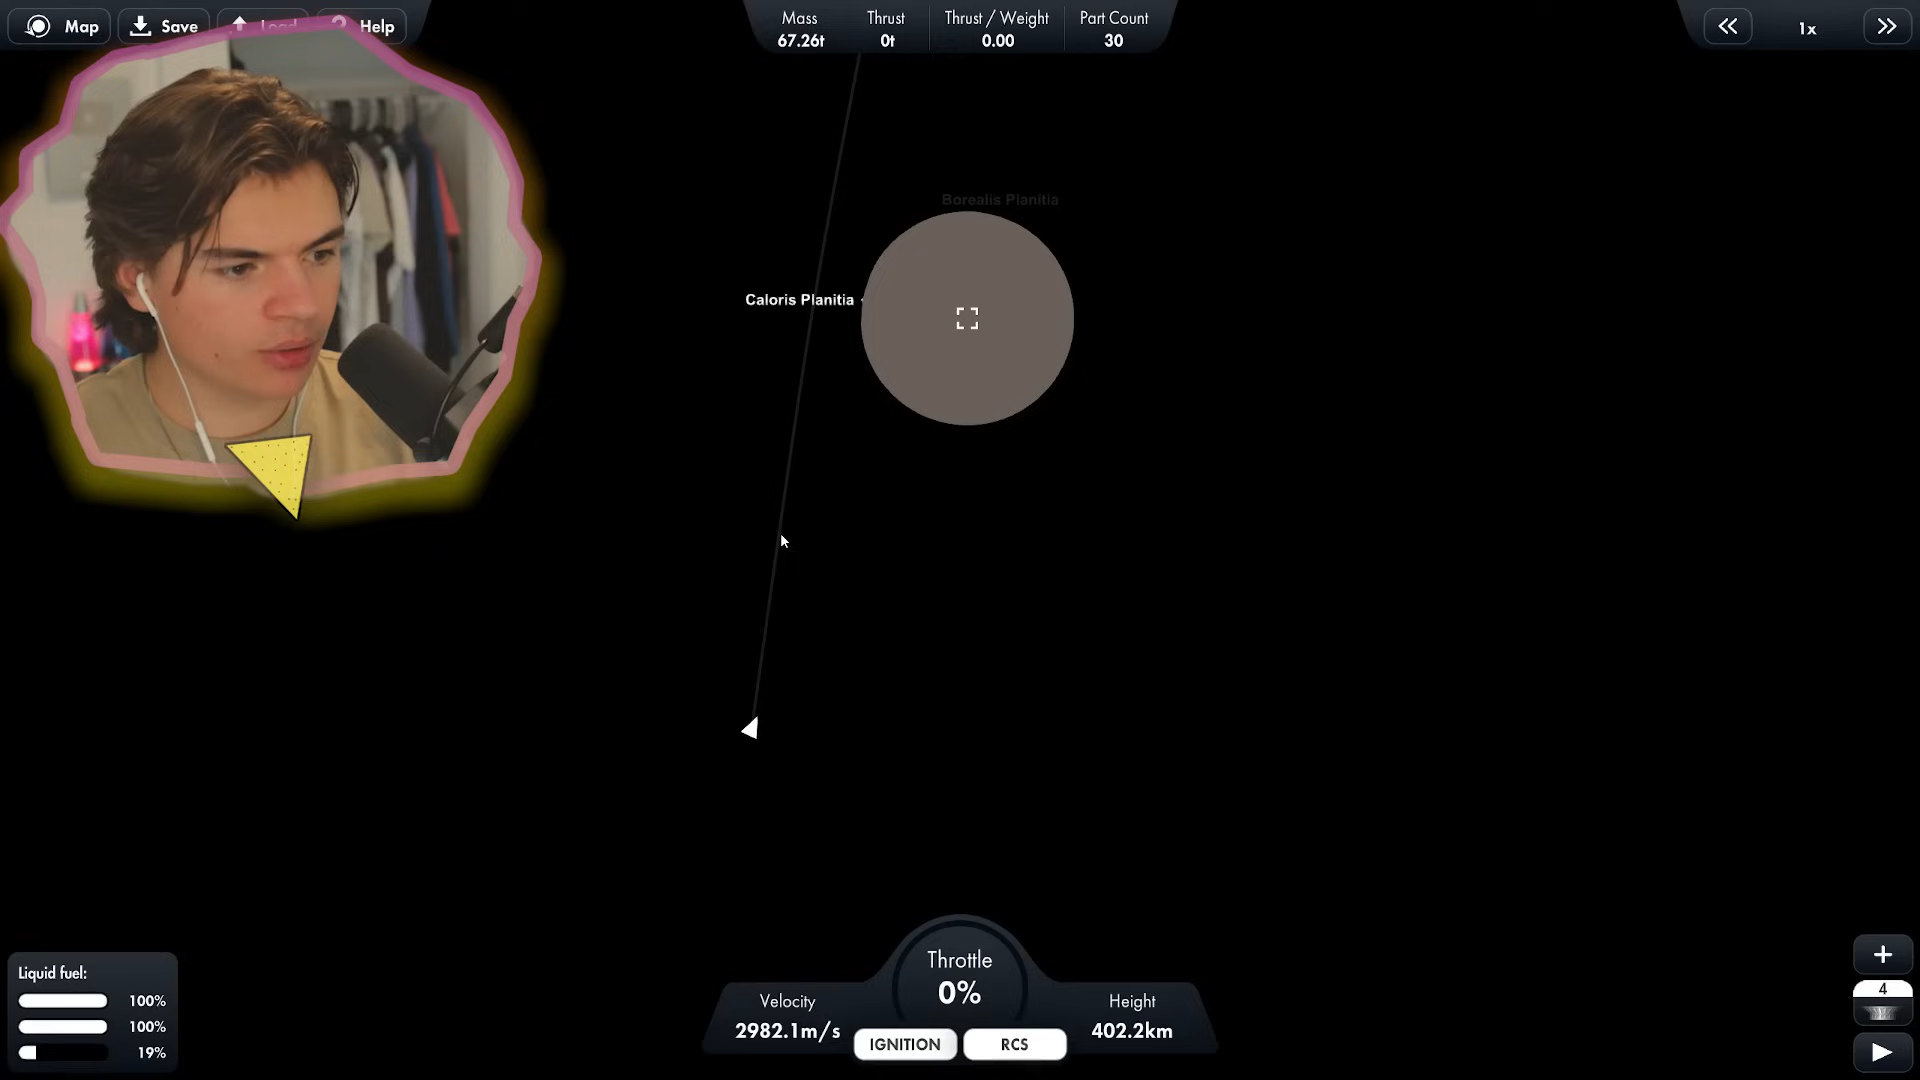 Map
Save
Load
Help
Mass
67.26t
Thrust
0t
Thrust / Weight
0.00
Part Count
30
1x
Borealis Planitia
Caloris Planitia
Liquid fuel:
100%
100%
19%
Throttle
0%
Velocity
2982.1m/s
Height
402.2km
IGNITION
RCS
4